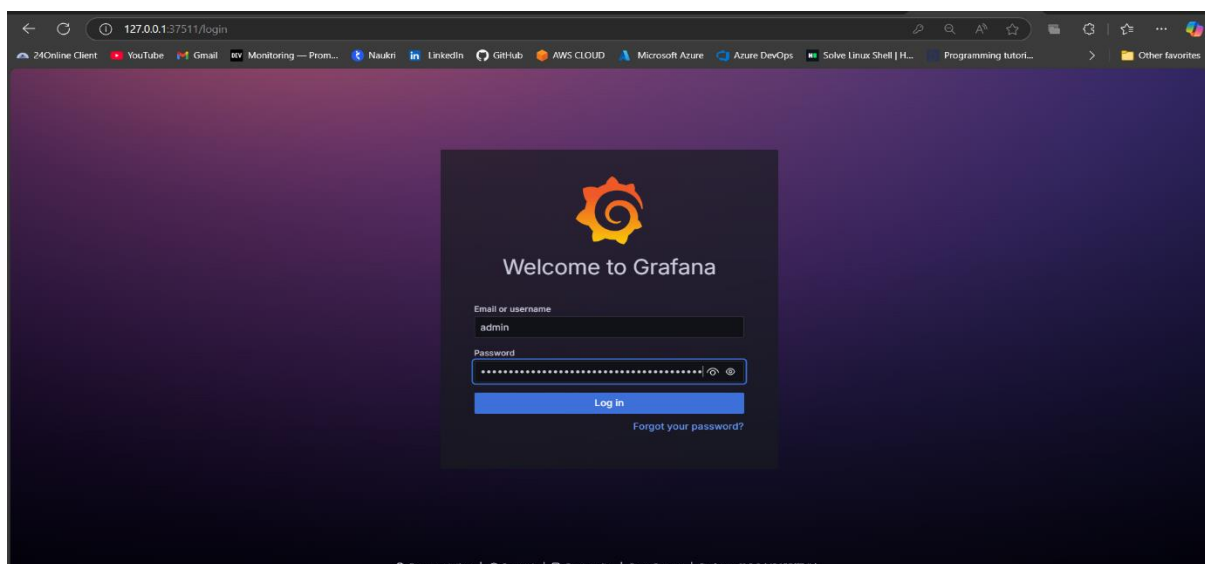 127.0.0.1:37511/login
24Online Client YouTube Gmail Monitoring — Prom... Naukri LinkedIn GitHub AWS CLOUD Microsoft Azure Azure DevOps Solve Linux Shell | H... Programming tutori... Other favorites
Welcome to Grafana
Email or username
admin
Password
Log in
Forgot your password?